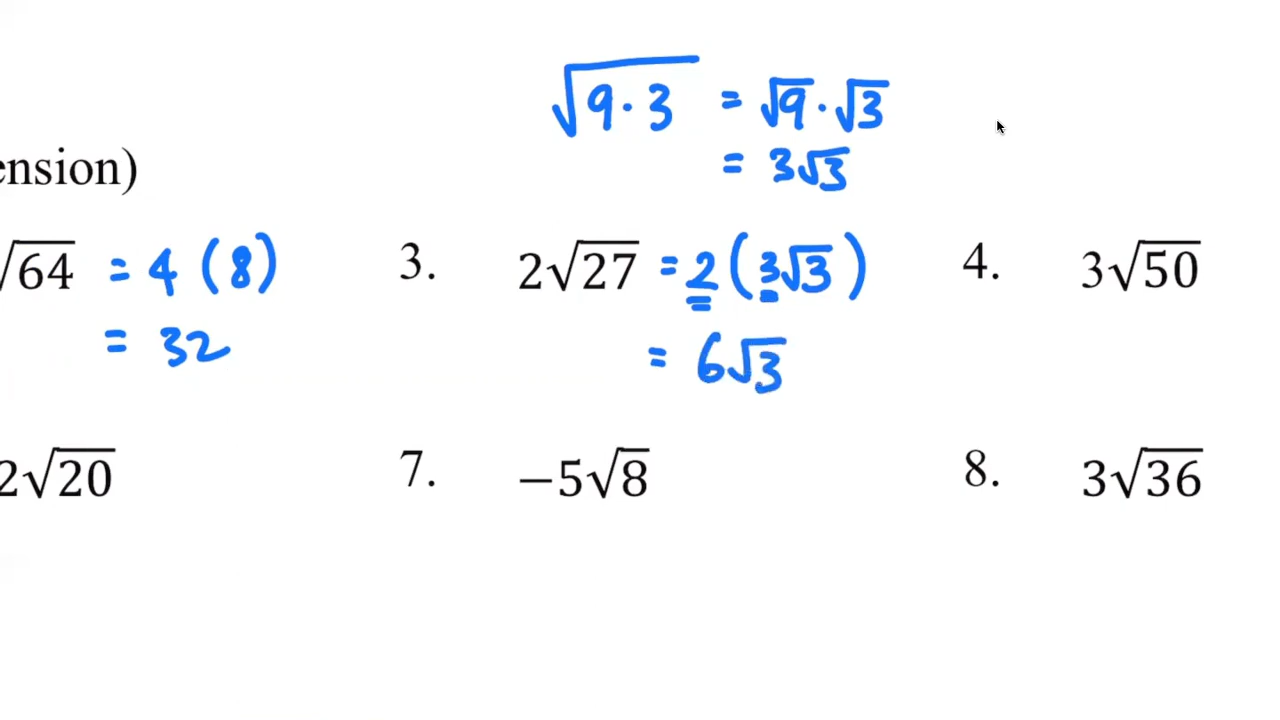 √9·3 = √9·√3
= 3√3
ension)
√64 = 4(8)
= 32
3. 2√27 = 2(3√3)
= 6√3
4. 3√50
2√20
7. −5√8
8. 3√36